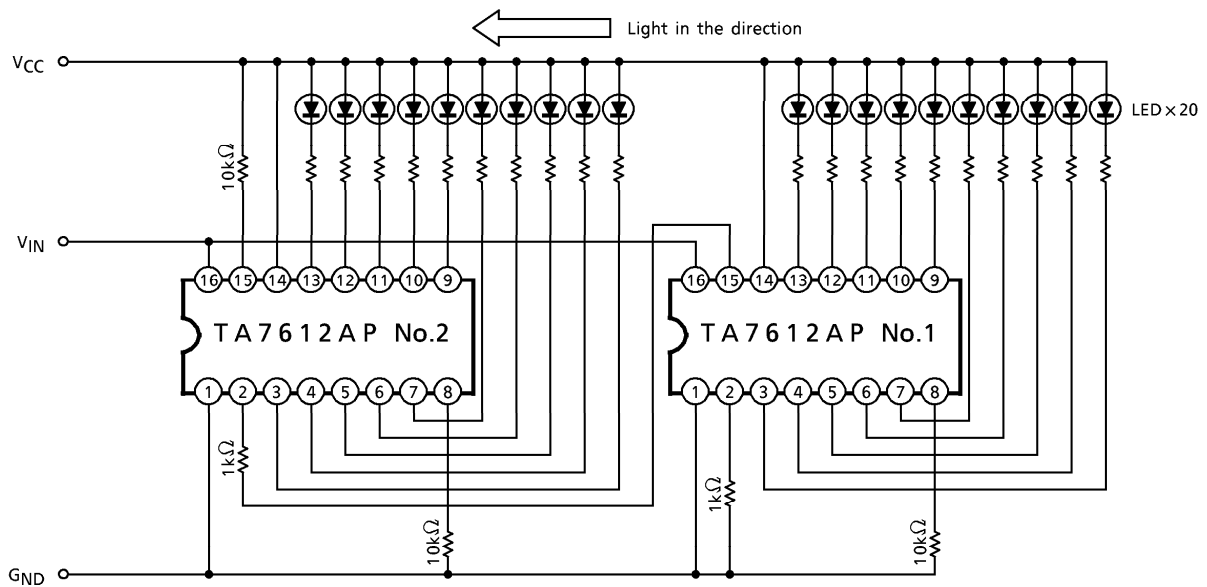 Light in the direction
VCC
LED×20
10kΩ
VIN
16 15 14 13 12 11 10 9
16 15 14 13 12 11 10 9
TA7612AP No.2
TA7612AP No.1
1 2 3 4 5 6 7 8
1 2 3 4 5 6 7 8
1kΩ
1kΩ
10kΩ
10kΩ
GND